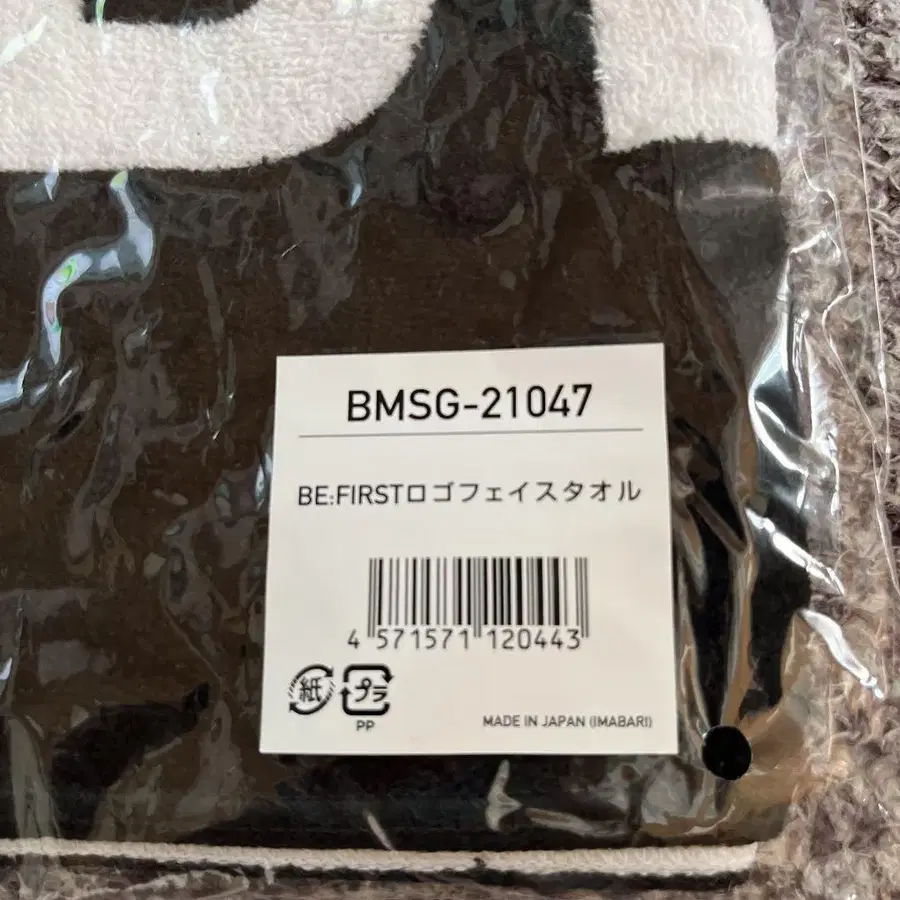 BMSG-21047
BE:FIRSTロゴフェイスタオル
4 571571 120443
紙 プラ
PP
MADE IN JAPAN (IMABARI)